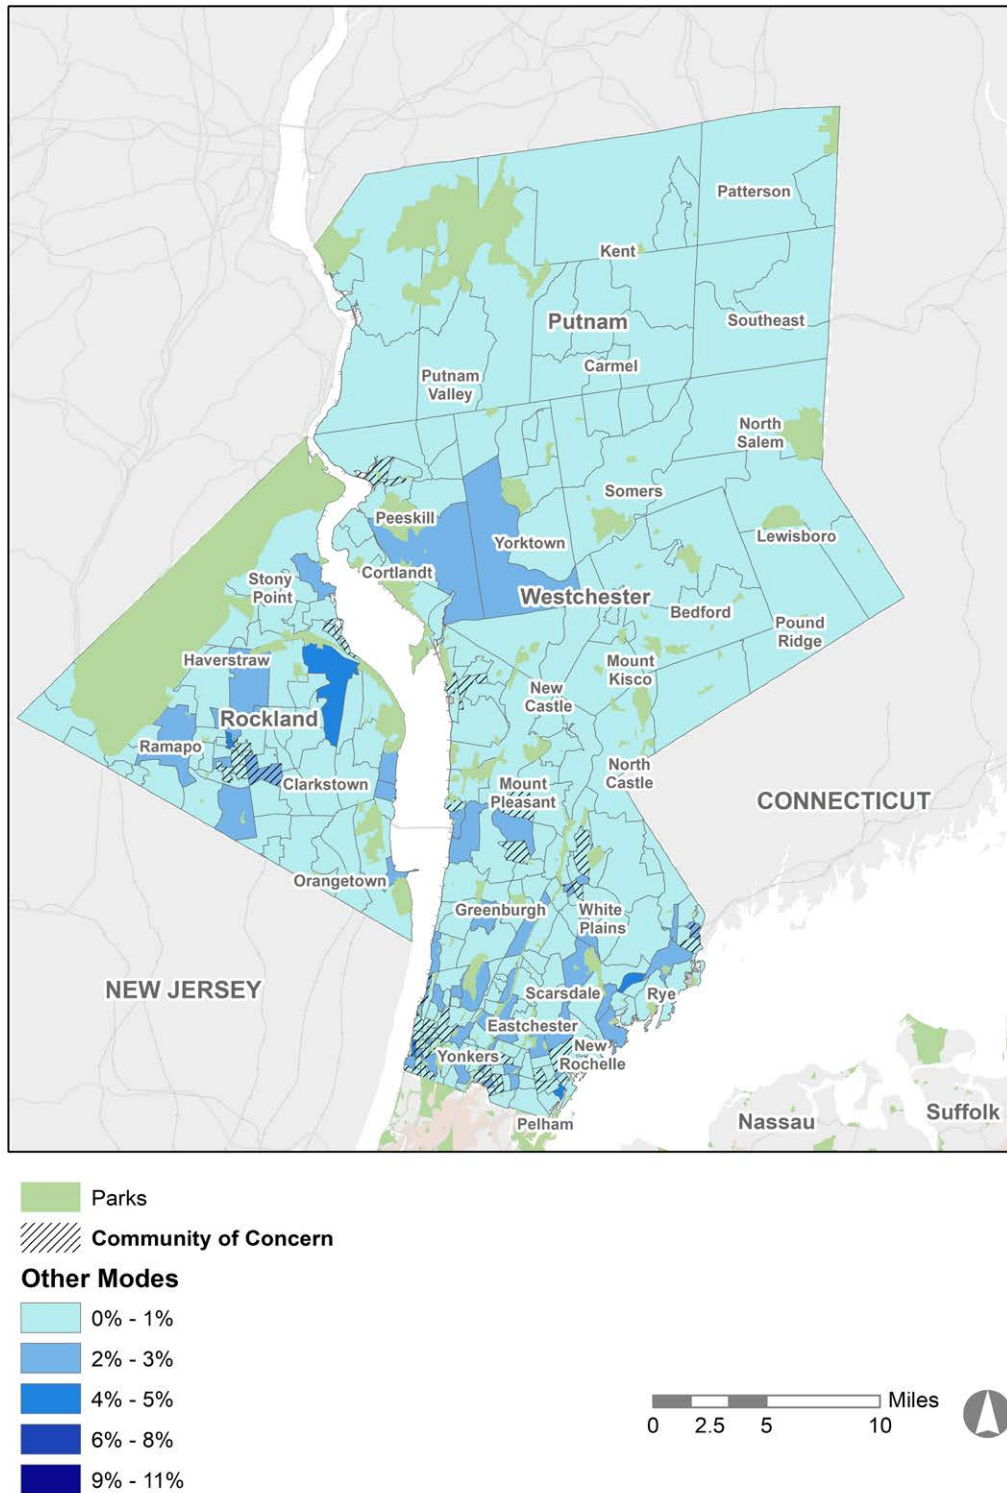 Patterson
Kent
Putnam
Southeast
Carmel
Putnam
Valley
North
Salem
Somers
Peeskill
Yorktown
Lewisboro
Cortlandt
Stony
Point
Westchester
Bedford
Pound
Ridge
Haverstraw
Mount
Kisco
New
Castle
Rockland
Ramapo
Clarkstown
North
Castle
Mount
Pleasant
CONNECTICUT
Orangetown
Greenburgh
White
Plains
NEW JERSEY
Scarsdale
Rye
Eastchester
New
Rochelle
Yonkers
Pelham
Nassau
Suffolk
Parks
Community of Concern
Other Modes
0% - 1%
2% - 3%
4% - 5%
6% - 8%
9% - 11%
Miles
0 2.5 5 10